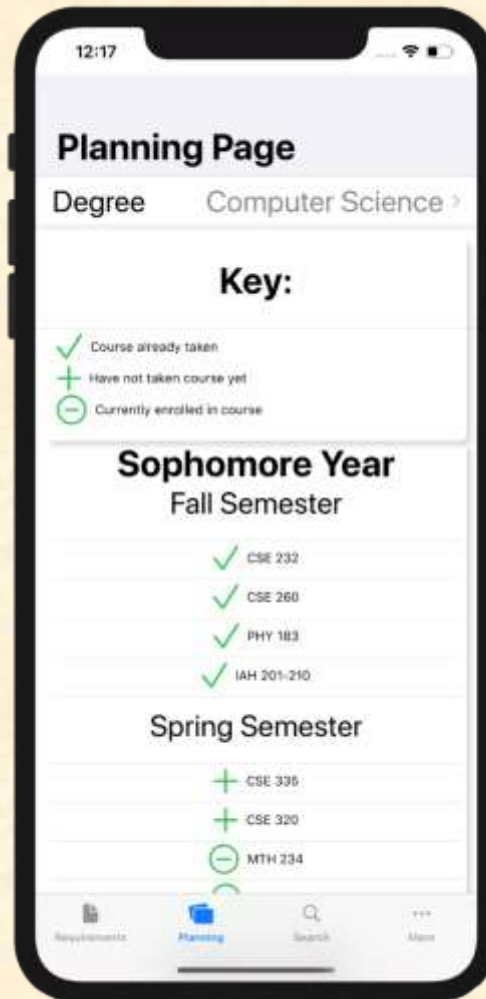 12:17
Planning Page
Degree Computer Science
Key:
Course already taken
Have not taken course yet
Currently enrolled in course
Sophomore Year
Fall Semester
CSE 232
CSE 260
PHY 183
IAH 201-210
Spring Semester
CSE 335
CSE 320
MTH 234
Requirements Planning Search More